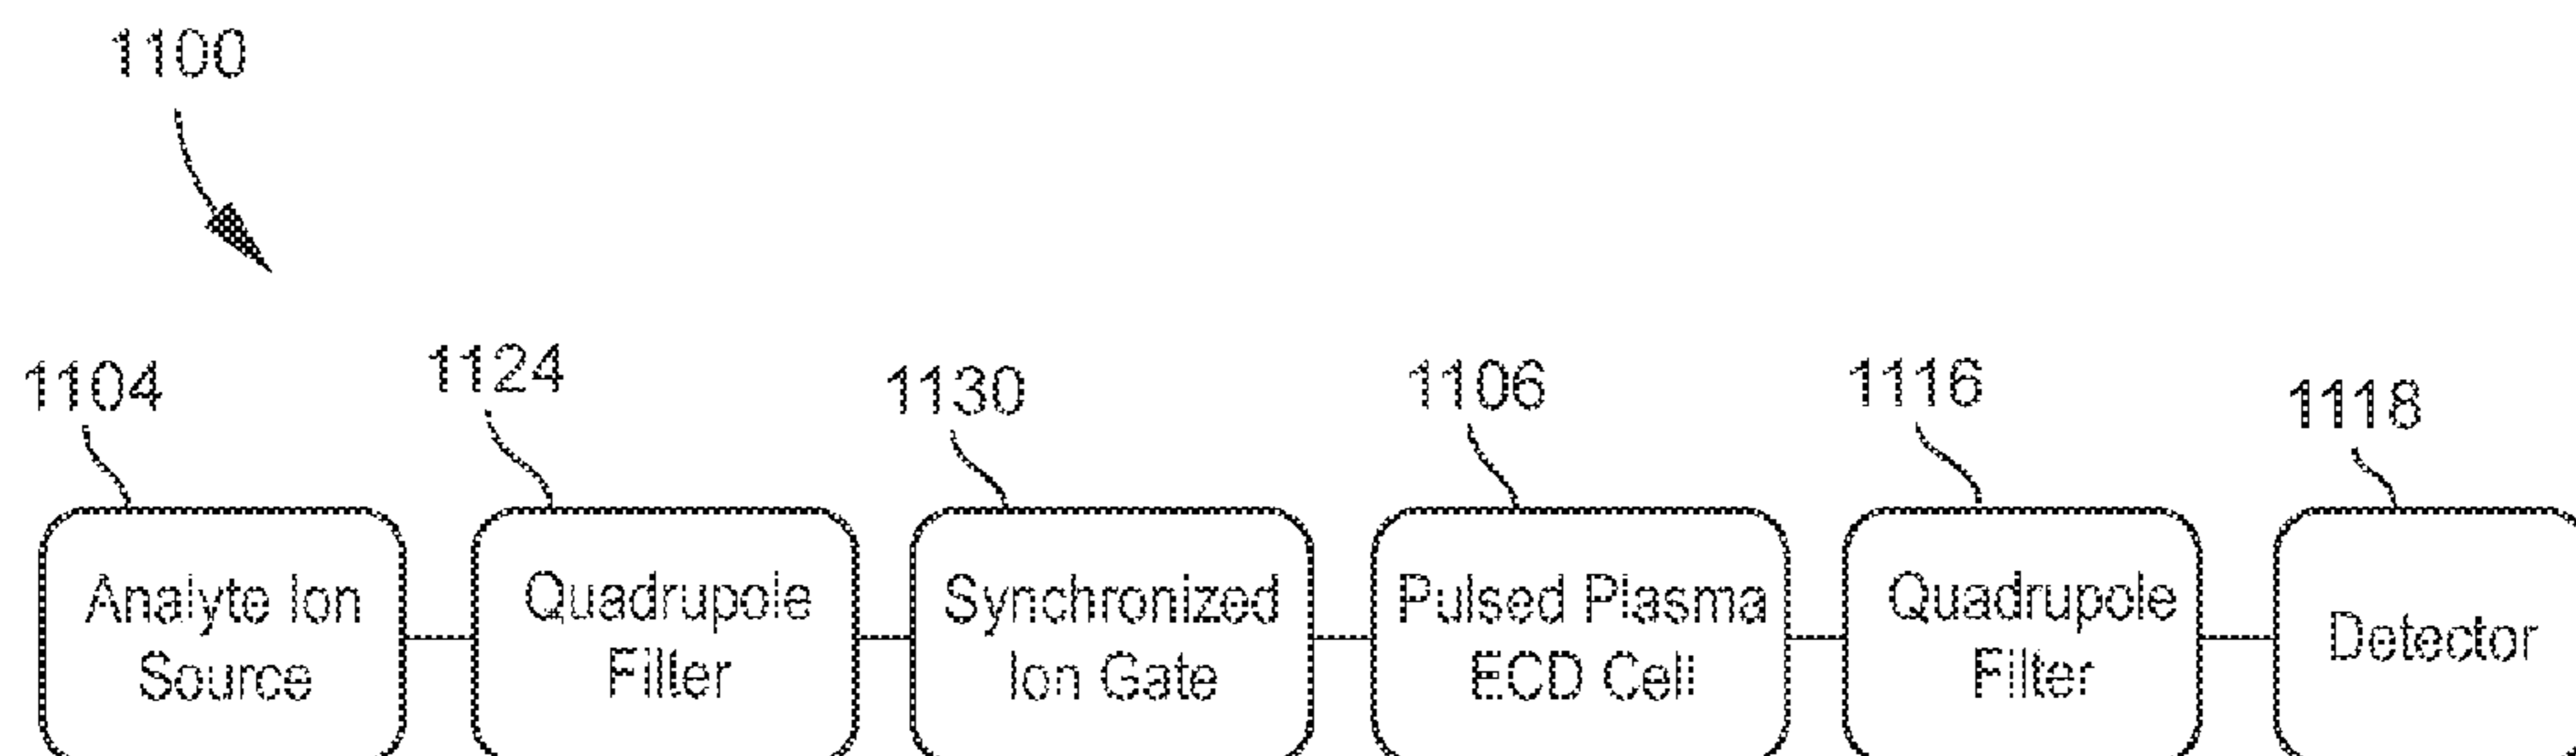 1100
1104
1124
1130
1106
1116
1118
Analyte Ion
Source
Quadrupole
Filter
Synchronized
Ion Gate
Pulsed Plasma
ECD Cell
Quadrupole
Filter
Detector